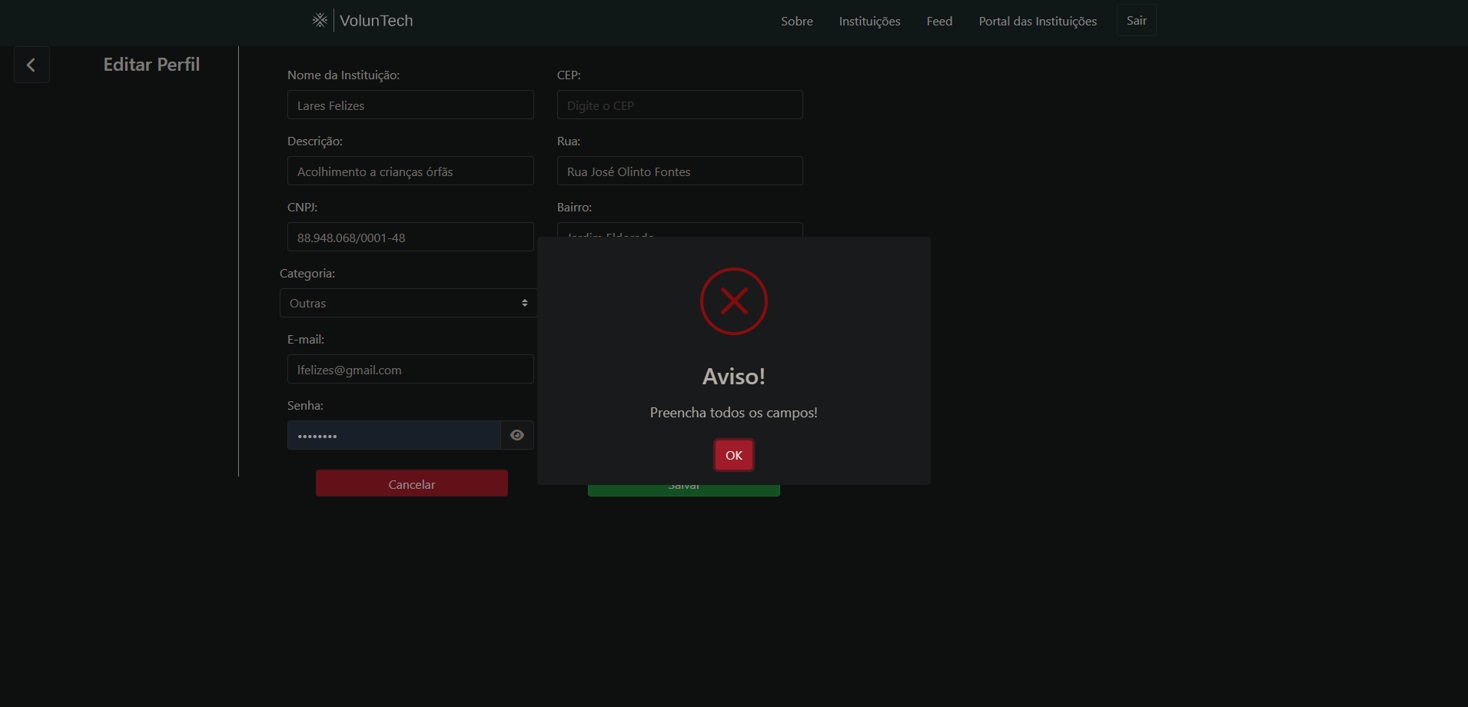 VolunTech
Sobre
Instituições
Feed
Portal das Instituições
Sair
Editar Perfil
Nome da Instituição:
Lares Felizes
CEP:
Digite o CEP
Descrição:
Acolhimento a crianças órfãs
Rua:
Rua José Olinto Fontes
CNPJ:
88.948.068/0001-48
Bairro:
Jardim Eldorado
Categoria:
Outras
E-mail:
lfelizes@gmail.com
Senha:
••••••••
Cancelar
Salvar
Aviso!
Preencha todos os campos!
OK